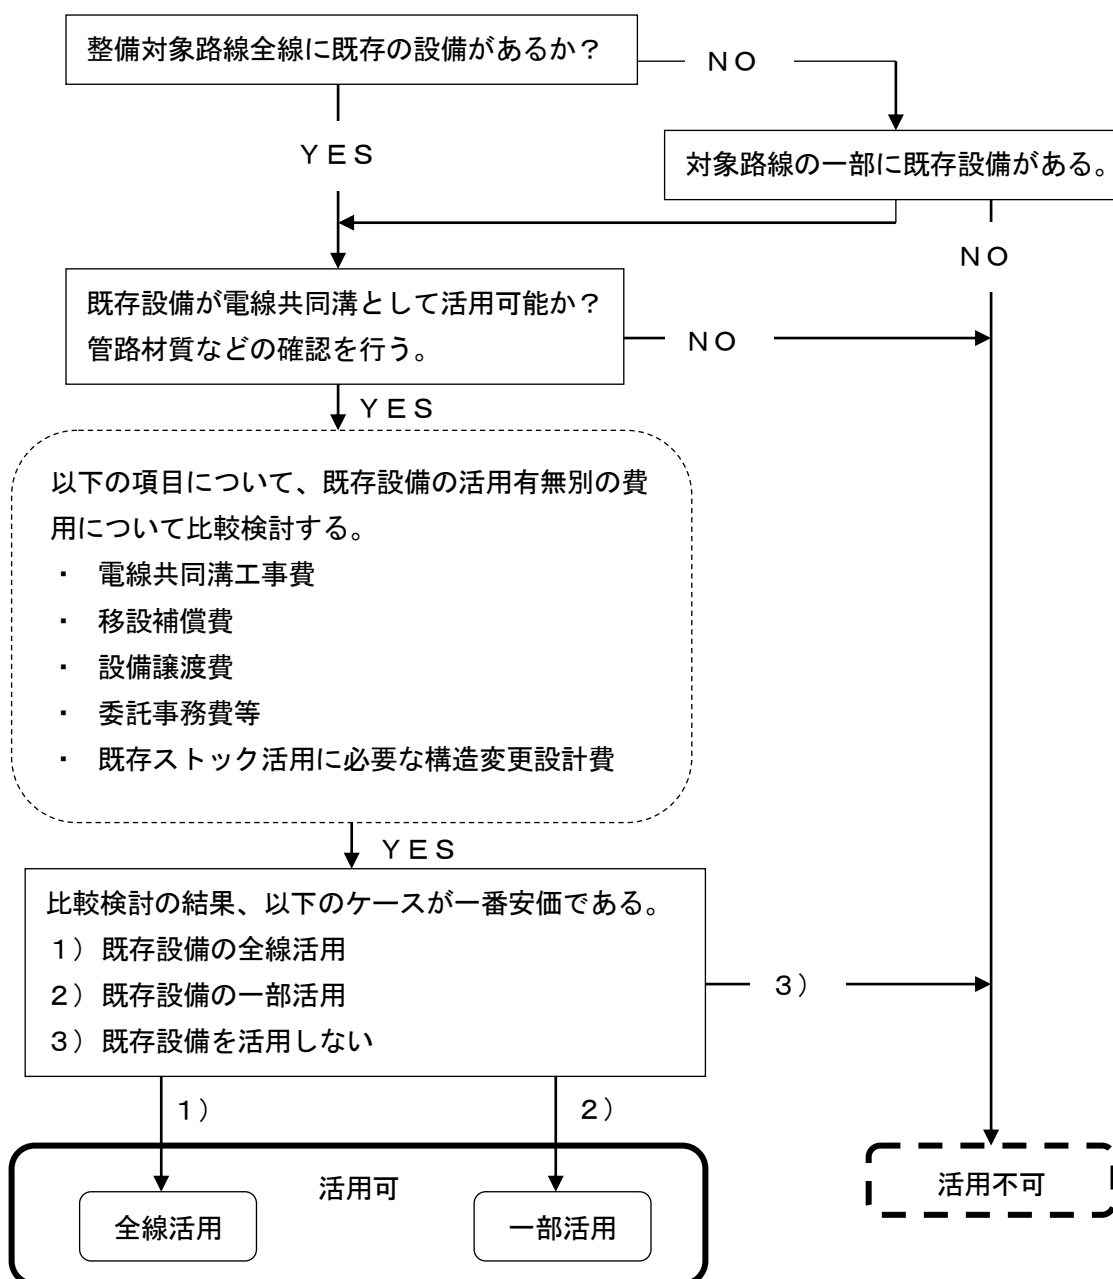 整備対象路線全線に既存の設備があるか？
ＮＯ
ＹＥＳ
対象路線の一部に既存設備がある。
ＮＯ
既存設備が電線共同溝として活用可能か？
管路材質などの確認を行う。
ＮＯ
ＹＥＳ
以下の項目について、既存設備の活用有無別の費
用について比較検討する。
・ 電線共同溝工事費
・ 移設補償費
・ 設備譲渡費
・ 委託事務費等
・ 既存ストック活用に必要な構造変更設計費
ＹＥＳ
比較検討の結果、以下のケースが一番安価である。
１） 既存設備の全線活用
２） 既存設備の一部活用
３） 既存設備を活用しない
３）
１）
２）
活用可
活用不可
全線活用
一部活用